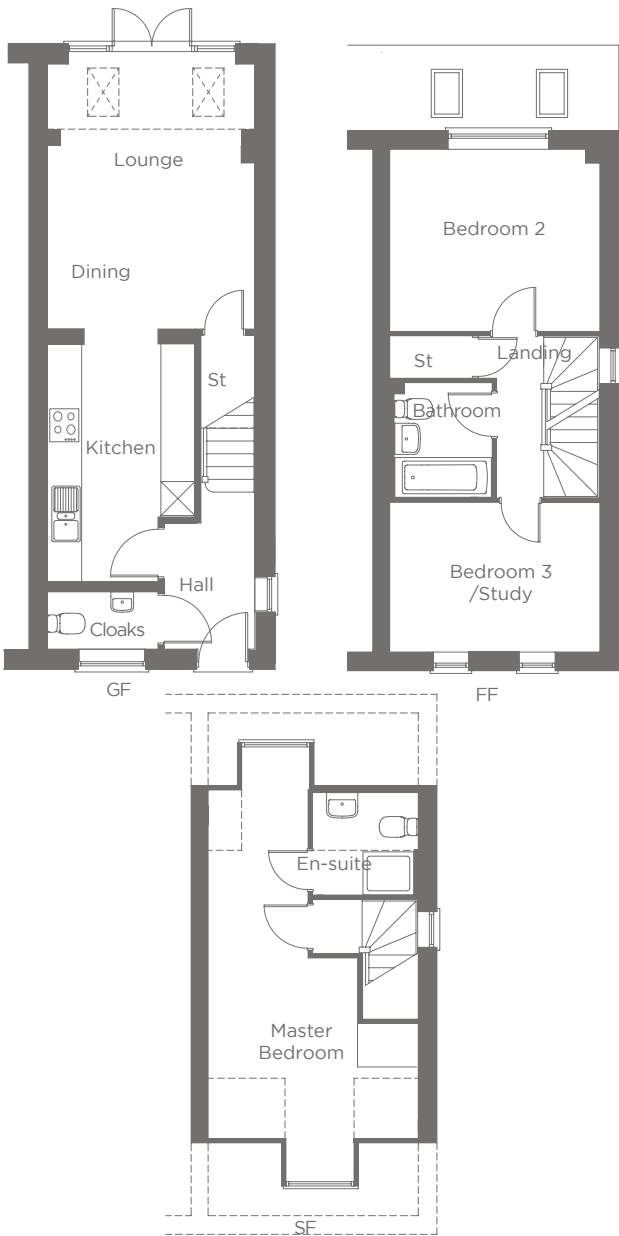 Lounge
Dining
St
Kitchen
Hall
Cloaks
GF
Bedroom 2
St
Landing
Bathroom
Bedroom 3
/Study
FF
En-suite
Master
Bedroom
SF